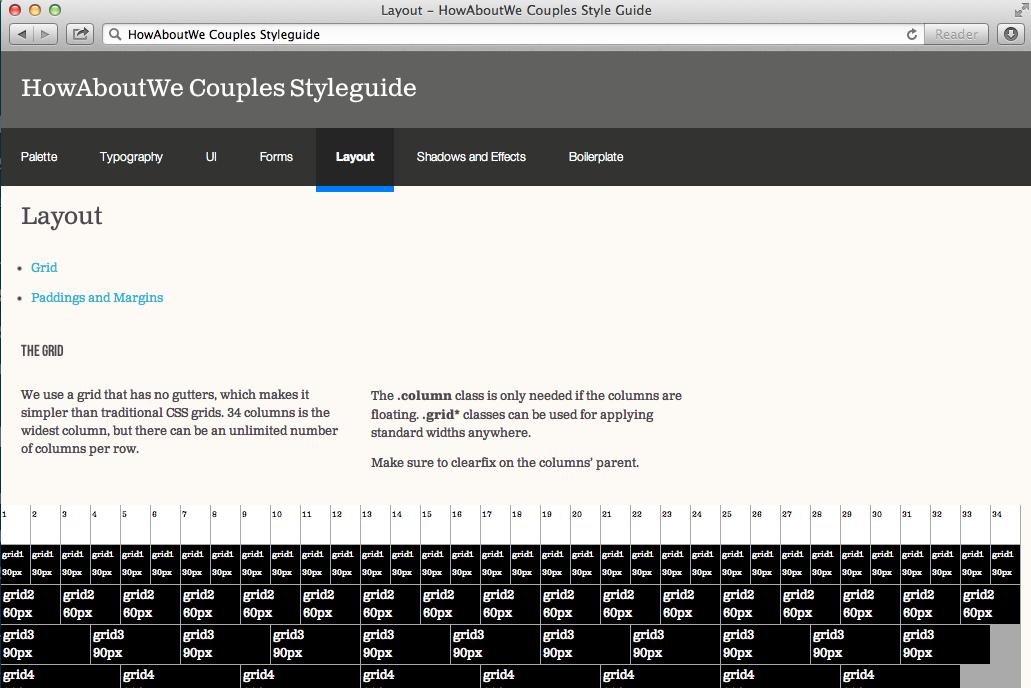 Layout – HowAboutWe Couples Style Guide
HowAboutWe Couples Styleguide
Reader
HowAboutWe Couples Styleguide
Palette Typography UI Forms Layout Shadows and Effects Boilerplate
Layout
• Grid
• Paddings and Margins
THE GRID
We use a grid that has no gutters, which makes it
simpler than traditional CSS grids. 34 columns is the
widest column, but there can be an unlimited number
of columns per row.
The .column class is only needed if the columns are
floating. .grid* classes can be used for applying
standard widths anywhere.
Make sure to clearfix on the columns' parent.
1 2 3 4 5 6 7 8 9 10 11 12 13 14 15 16 17 18 19 20 21 22 23 24 25 26 27 28 29 30 31 32 33 34
grid1 grid1 grid1 grid1 grid1 grid1 grid1 grid1 grid1 grid1 grid1 grid1 grid1 grid1 grid1 grid1 grid1 grid1 grid1 grid1 grid1 grid1 grid1 grid1 grid1 grid1 grid1 grid1 grid1 grid1 grid1 grid1 grid1 grid1
30px 30px 30px 30px 30px 30px 30px 30px 30px 30px 30px 30px 30px 30px 30px 30px 30px 30px 30px 30px 30px 30px 30px 30px 30px 30px 30px 30px 30px 30px 30px 30px 30px 30px
grid2 grid2 grid2 grid2 grid2 grid2 grid2 grid2 grid2 grid2 grid2 grid2 grid2 grid2 grid2 grid2 grid2
60px 60px 60px 60px 60px 60px 60px 60px 60px 60px 60px 60px 60px 60px 60px 60px 60px
grid3 grid3 grid3 grid3 grid3 grid3 grid3 grid3 grid3 grid3 grid3
90px 90px 90px 90px 90px 90px 90px 90px 90px 90px 90px
grid4 grid4 grid4 grid4 grid4 grid4 grid4 grid4